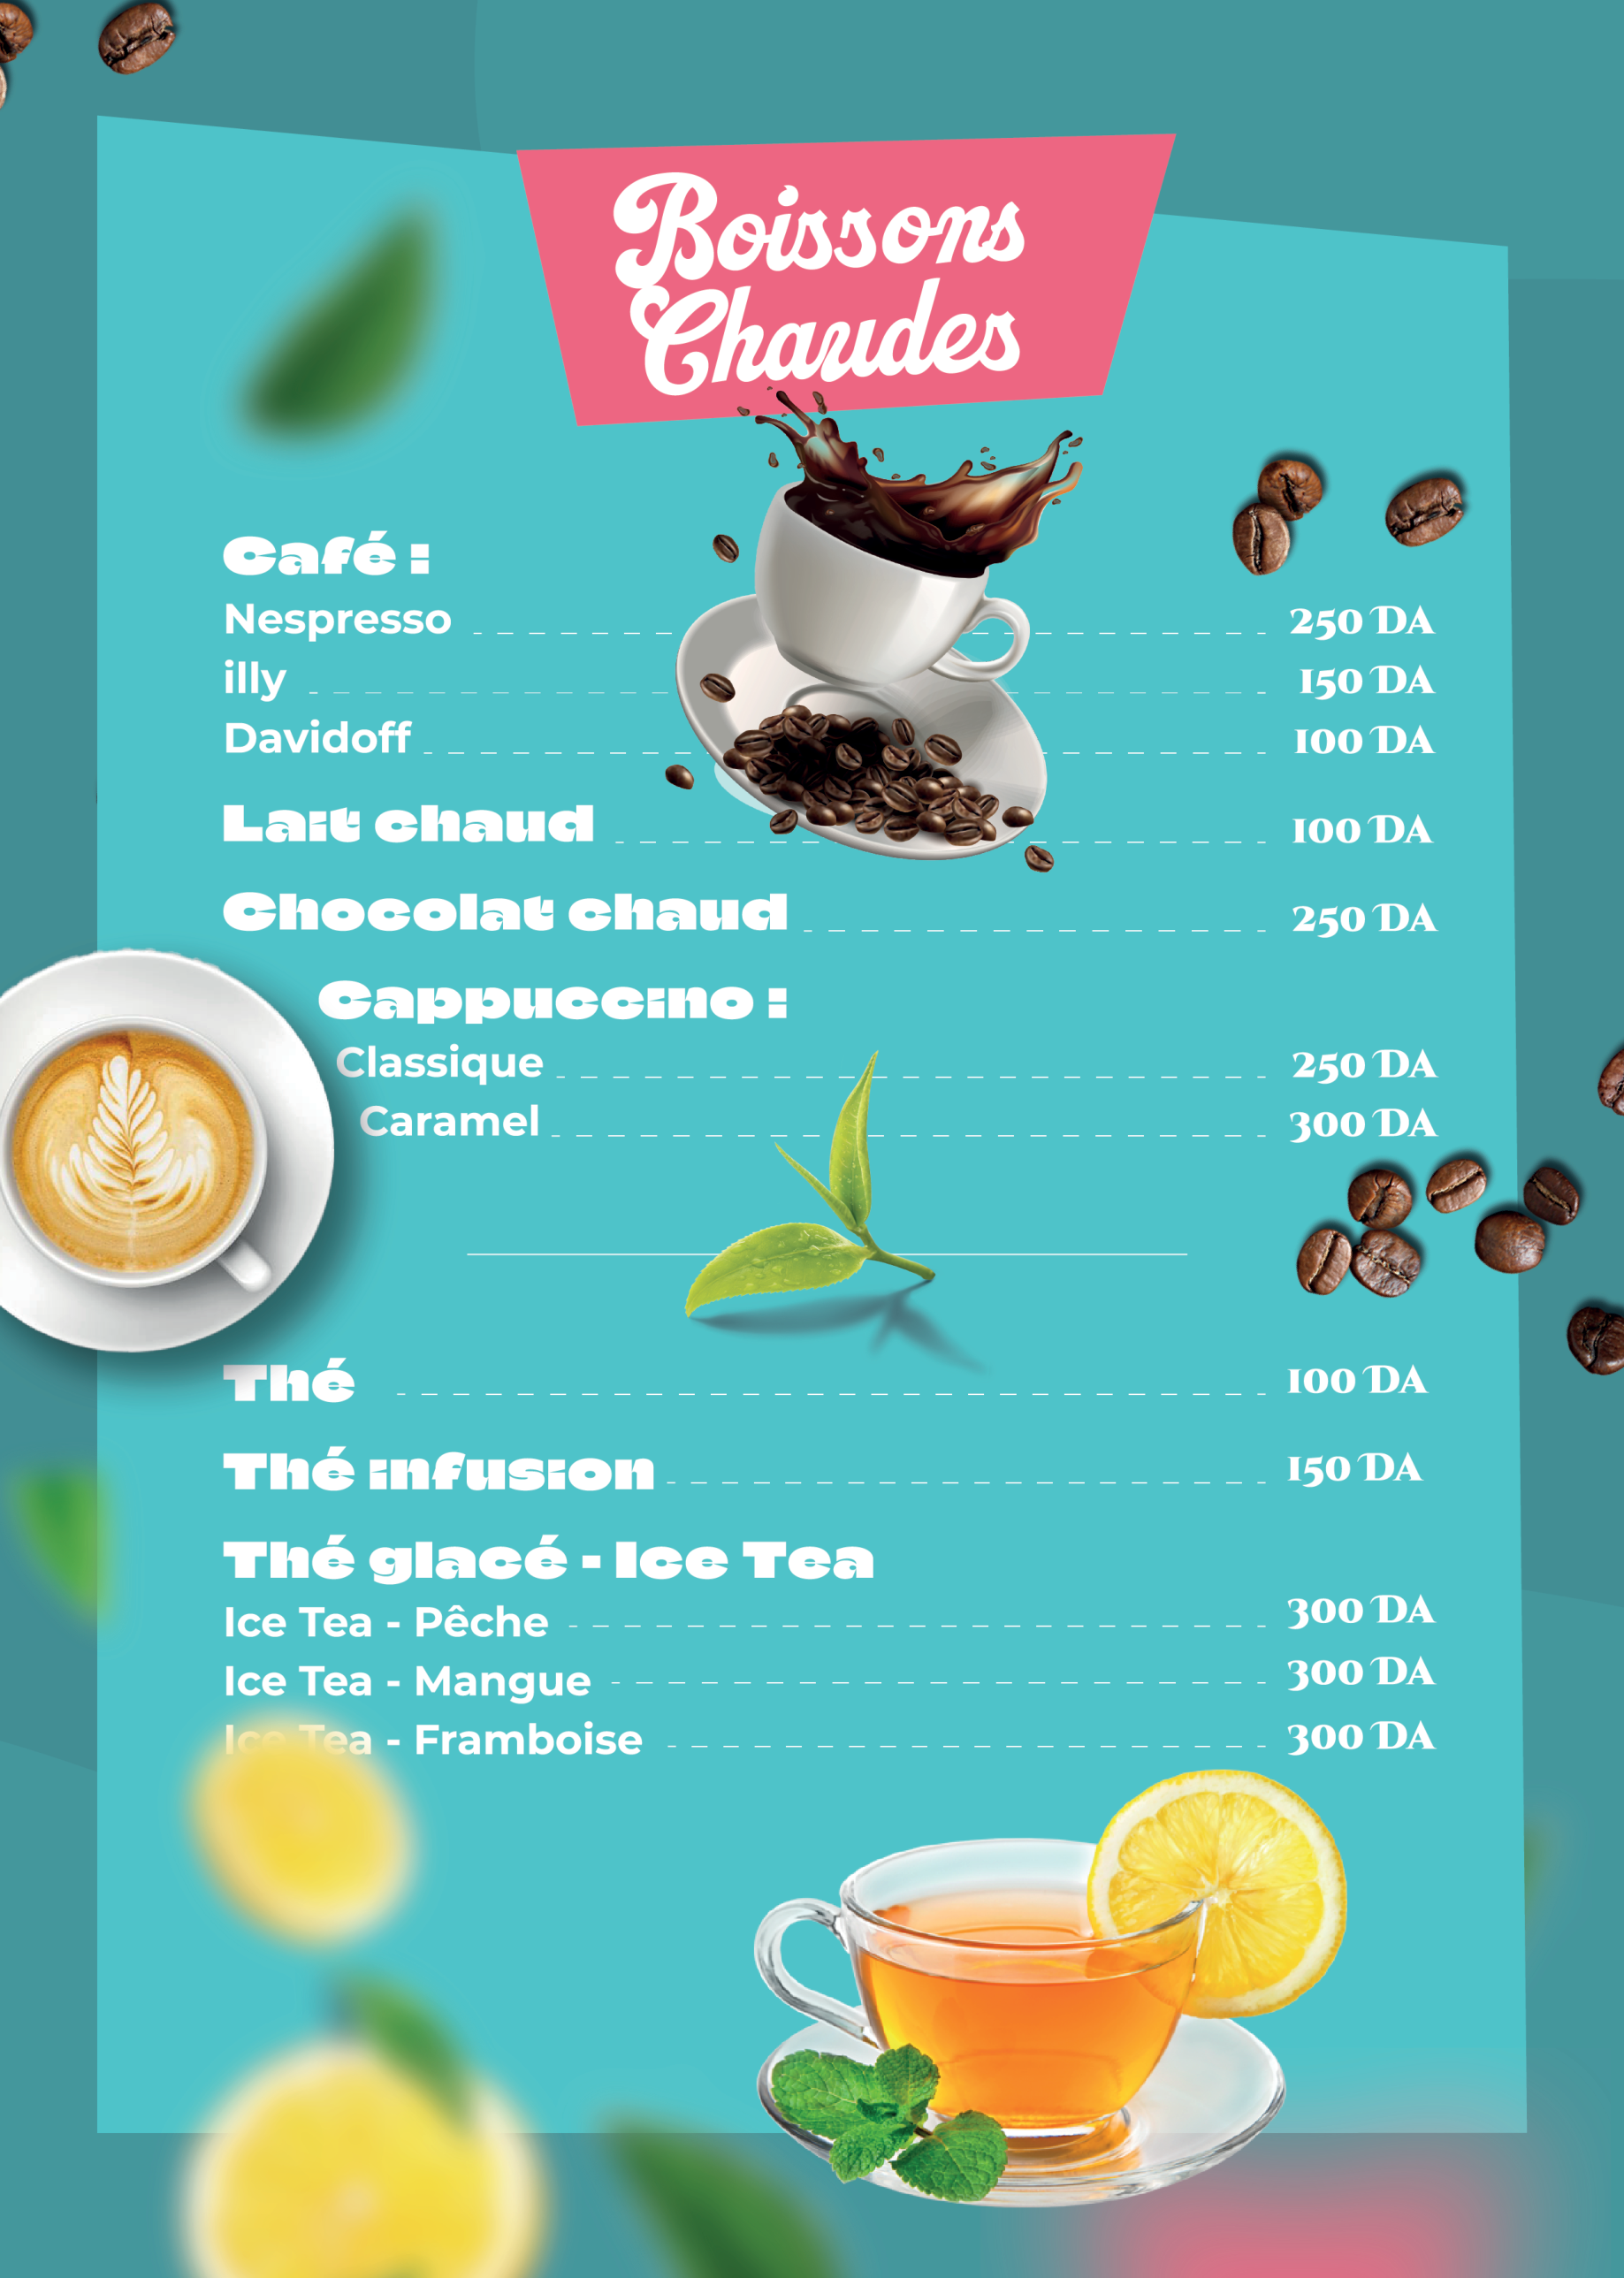 Boissons
Chaudes
Café :
Nespresso 250 DA
illy 150 DA
Davidoff 100 DA
Lait chaud 100 DA
Chocolat chaud 250 DA
Cappuccino :
Classique 250 DA
Caramel 300 DA
Thé 100 DA
Thé infusion 150 DA
Thé glacé - Ice Tea
Ice Tea - Pêche 300 DA
Ice Tea - Mangue 300 DA
Ice Tea - Framboise 300 DA